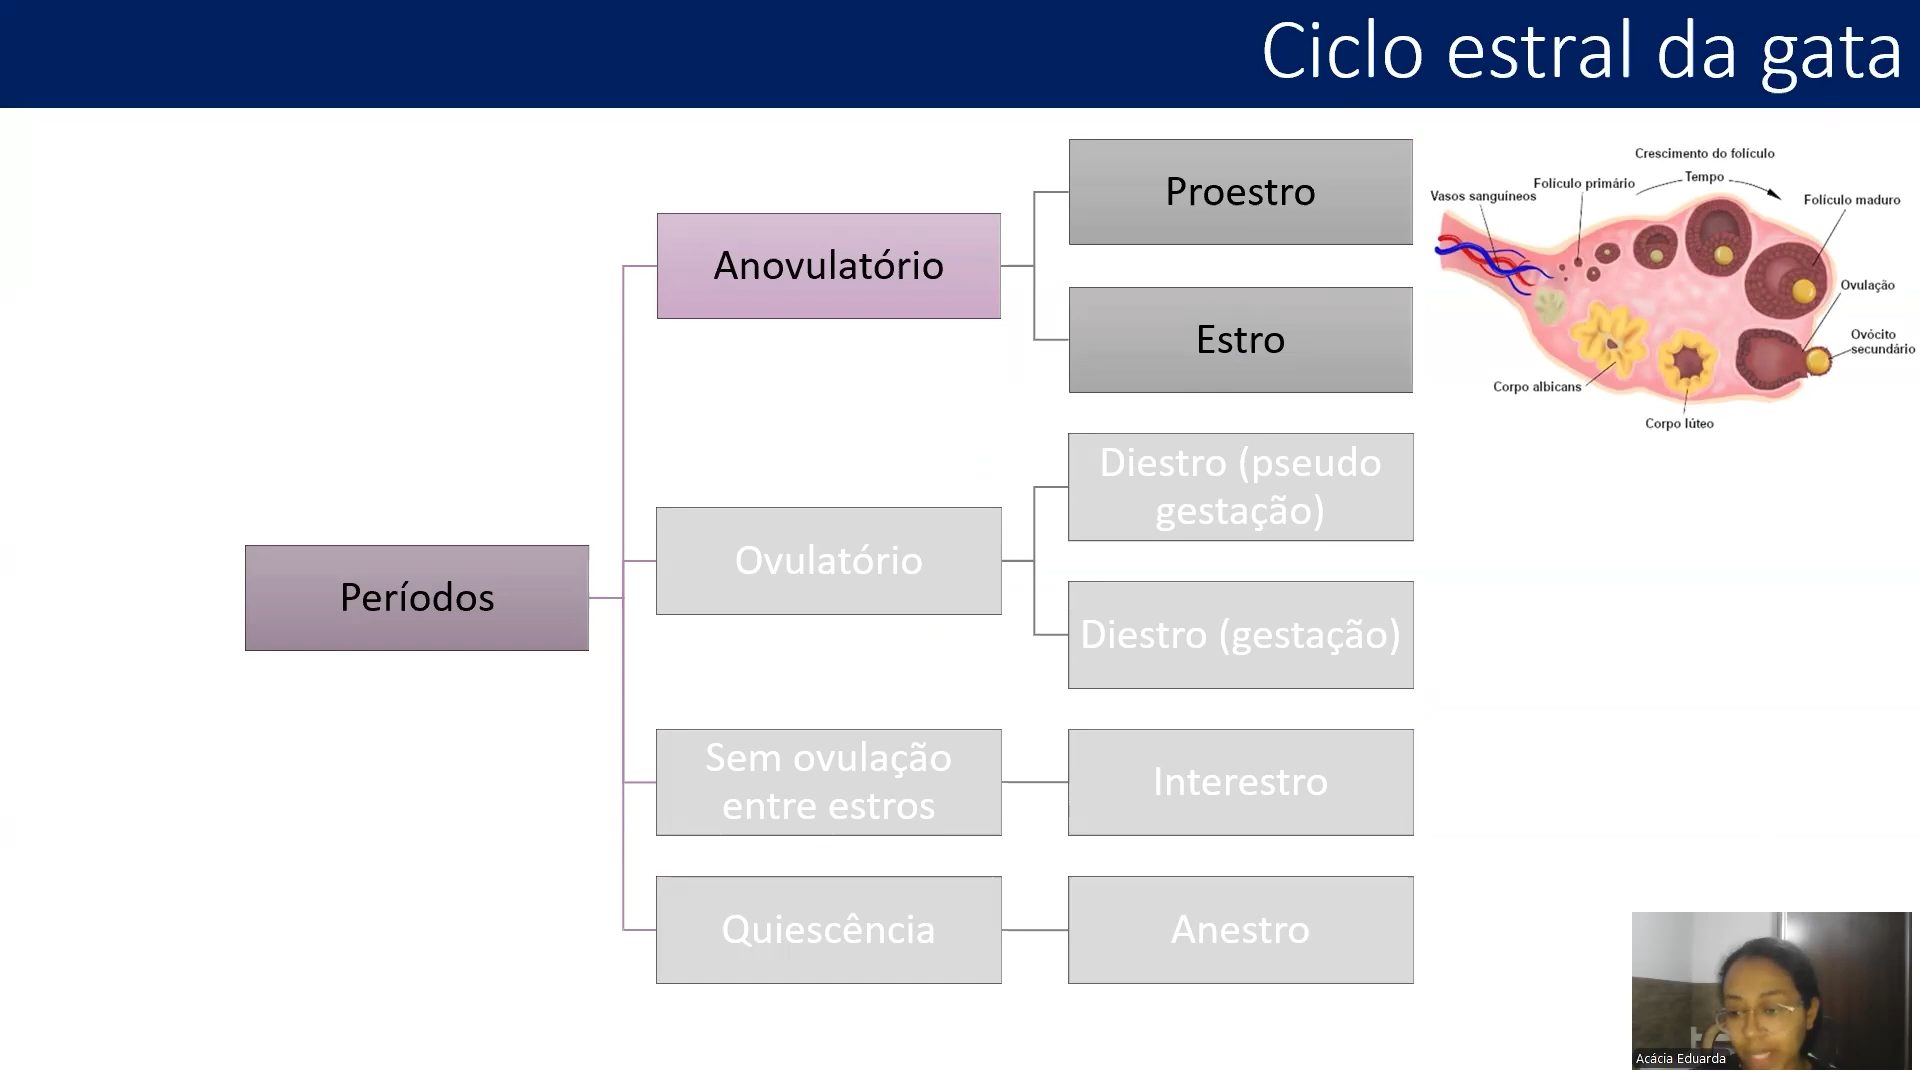 Ciclo estral da gata
Períodos
Anovulatório
Proestro
Estro
Ovulatório
Diestro (pseudo
gestação)
Diestro (gestação)
Sem ovulação
entre estros
Interestro
Quiescência
Anestro
Crescimento do folículo
Tempo
Folículo primário
Vasos sanguíneos
Folículo maduro
Ovulação
Ovócito
secundário
Corpo albicans
Corpo lúteo
Acácia Eduarda